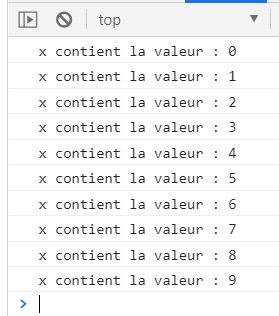 top
x contient la valeur : 0
x contient la valeur : 1
x contient la valeur : 2
x contient la valeur : 3
x contient la valeur : 4
x contient la valeur : 5
x contient la valeur : 6
x contient la valeur : 7
x contient la valeur : 8
x contient la valeur : 9